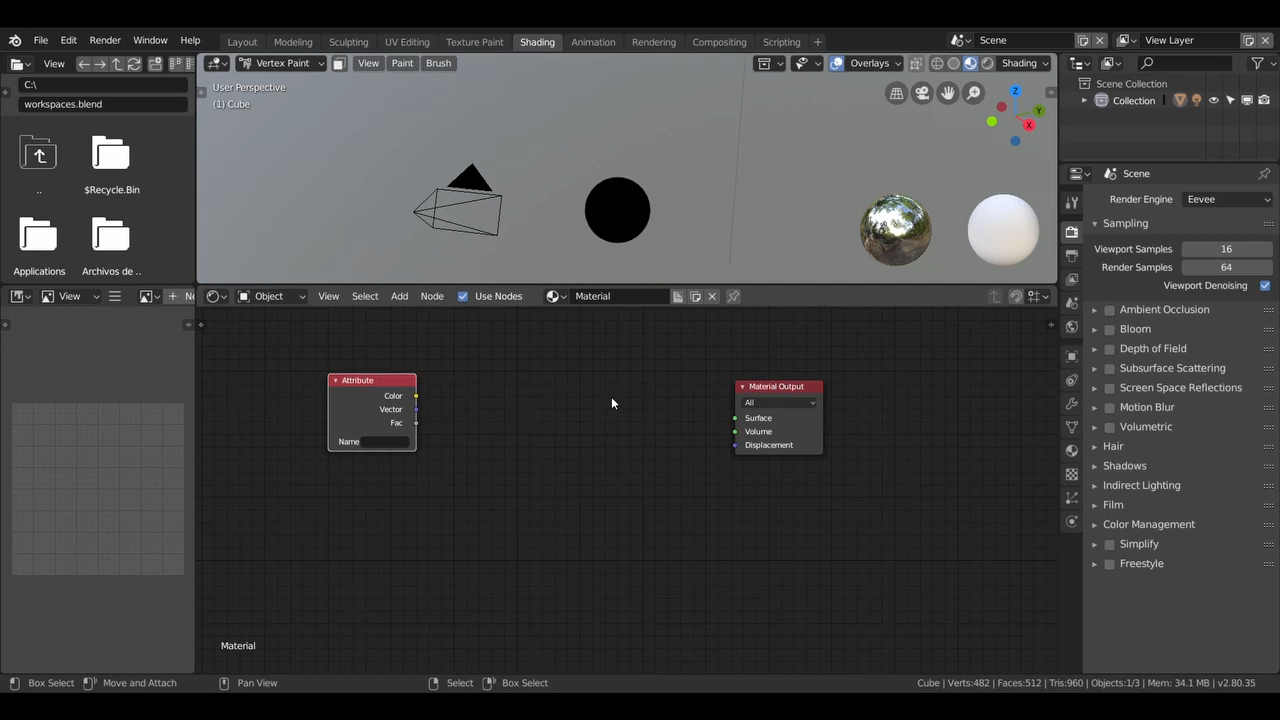 File Edit Render Window Help
Layout Modeling Sculpting UV Editing Texture Paint Shading Animation Rendering Compositing Scripting +
Scene
View Layer
View
C:\
workspaces.blend
..
$Recycle.Bin
Applications
Archivos de ..
Vertex Paint View Paint Brush
Overlays
Shading
User Perspective
(1) Cube
Z
Y
X
Scene Collection
Collection
Scene
Render Engine Eevee
Sampling
Viewport Samples 16
Render Samples 64
Viewport Denoising
Ambient Occlusion
Bloom
Depth of Field
Subsurface Scattering
Screen Space Reflections
Motion Blur
Volumetric
Hair
Shadows
Indirect Lighting
Film
Color Management
Simplify
Freestyle
View
+ Ne
Object View Select Add Node Use Nodes
Material
Attribute
Color
Vector
Fac
Name
Material Output
All
Surface
Volume
Displacement
Material
Box Select Move and Attach Pan View Select Box Select
Cube | Verts:482 | Faces:512 | Tris:960 | Objects:1/3 | Mem: 34.1 MB | v2.80.35